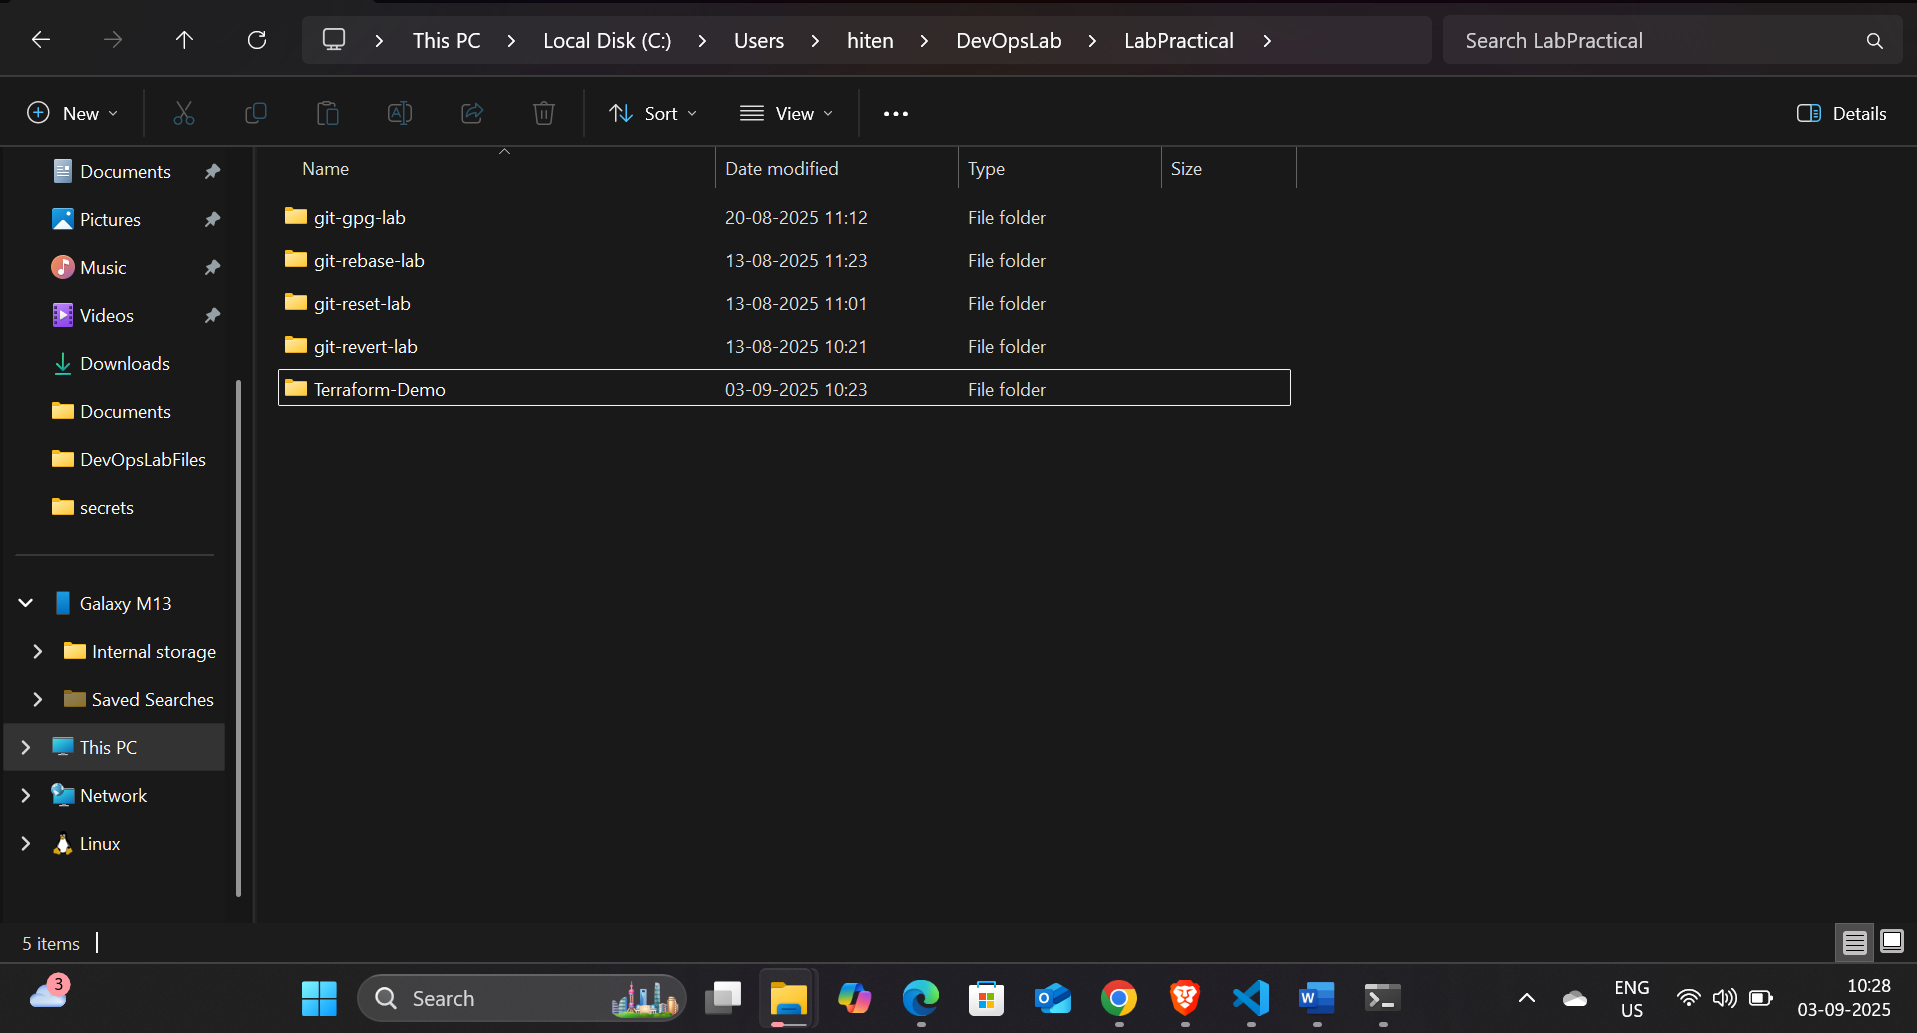 This PC > Local Disk (C:) > Users > hiten > DevOpsLab > LabPractical >
Search LabPractical
New
Sort
View
Details
Name Date modified Type Size
Documents
Pictures
Music
Videos
Downloads
Documents
DevOpsLabFiles
secrets
Galaxy M13
Internal storage
Saved Searches
This PC
Network
Linux
git-gpg-lab 20-08-2025 11:12 File folder
git-rebase-lab 13-08-2025 11:23 File folder
git-reset-lab 13-08-2025 11:01 File folder
git-revert-lab 13-08-2025 10:21 File folder
Terraform-Demo 03-09-2025 10:23 File folder
5 items
3
Search
ENG
US
10:28
03-09-2025